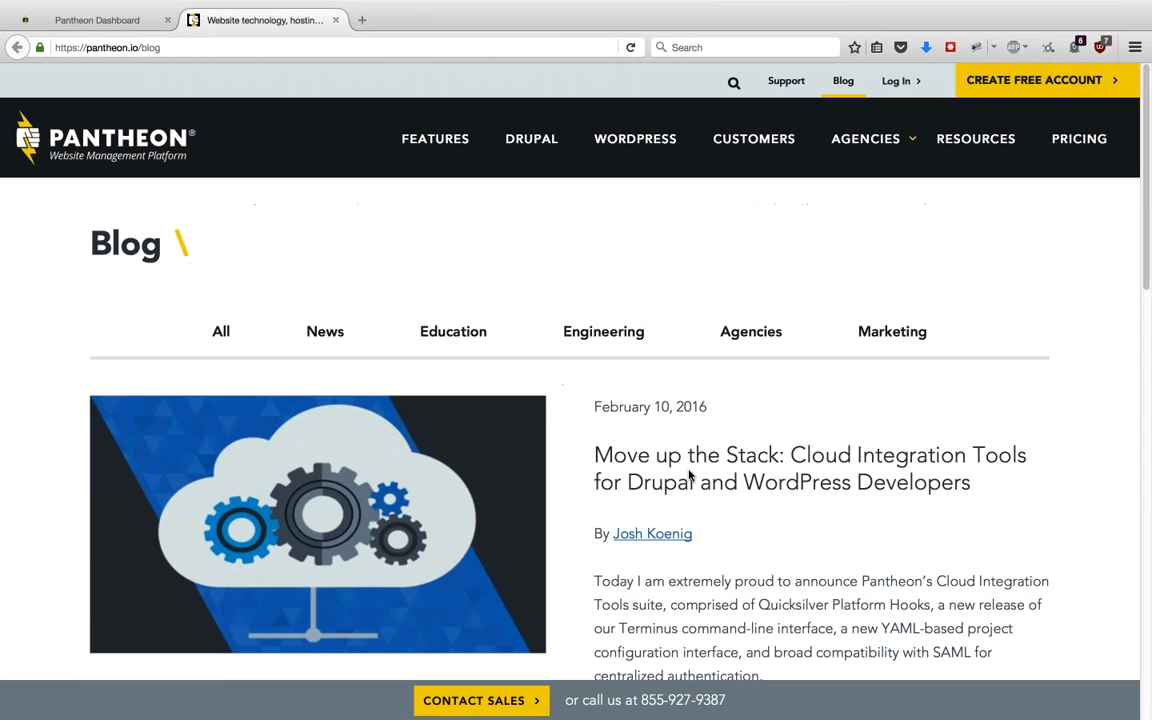 Pantheon Dashboard
Website technology, hostin...
https://pantheon.io/blog
Search
ABP
6
7
Support
Blog
Log In
CREATE FREE ACCOUNT
PANTHEON®
Website Management Platform
FEATURES
DRUPAL
WORDPRESS
CUSTOMERS
AGENCIES
RESOURCES
PRICING
Blog \
All
News
Education
Engineering
Agencies
Marketing
February 10, 2016
Move up the Stack: Cloud Integration Tools
for Drupal and WordPress Developers
By Josh Koenig
Today I am extremely proud to announce Pantheon's Cloud Integration
Tools suite, comprised of Quicksilver Platform Hooks, a new release of
our Terminus command-line interface, a new YAML-based project
configuration interface, and broad compatibility with SAML for
centralized authentication.
CONTACT SALES
or call us at 855-927-9387